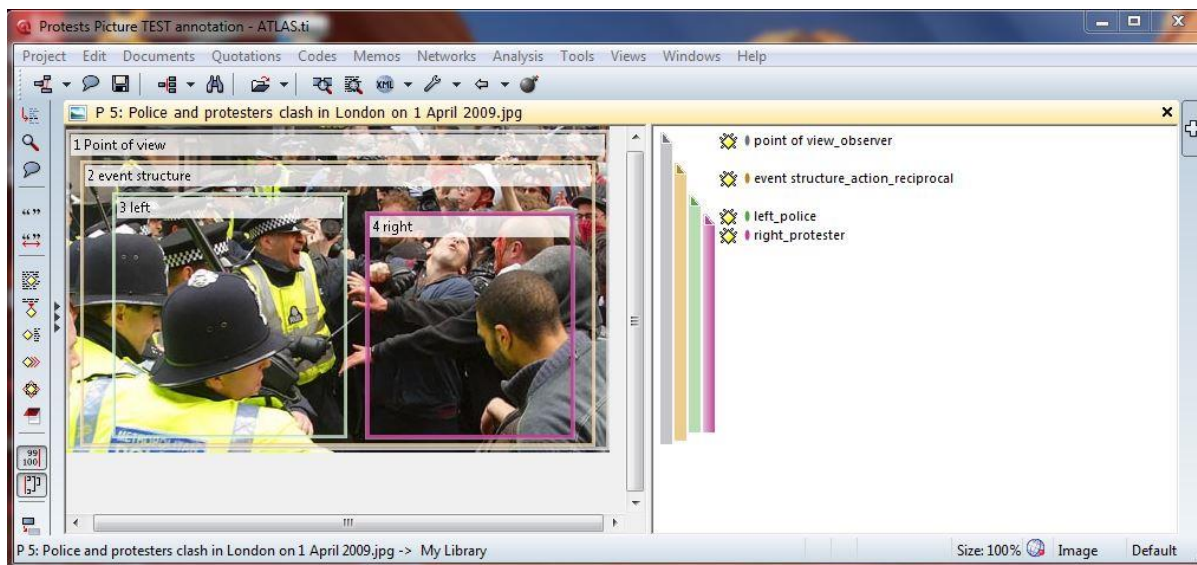 Protests Picture TEST annotation - ATLAS.ti
Project Edit Documents Quotations Codes Memos Networks Analysis Tools Views Windows Help
XML
P 5: Police and protesters clash in London on 1 April 2009.jpg
1 Point of view
2 event structure
3 left
4 right
point of view_observer
event structure_action_reciprocal
left_police
right_protester
99
100
P 5: Police and protesters clash in London on 1 April 2009.jpg -> My Library
Size: 100% Image Default